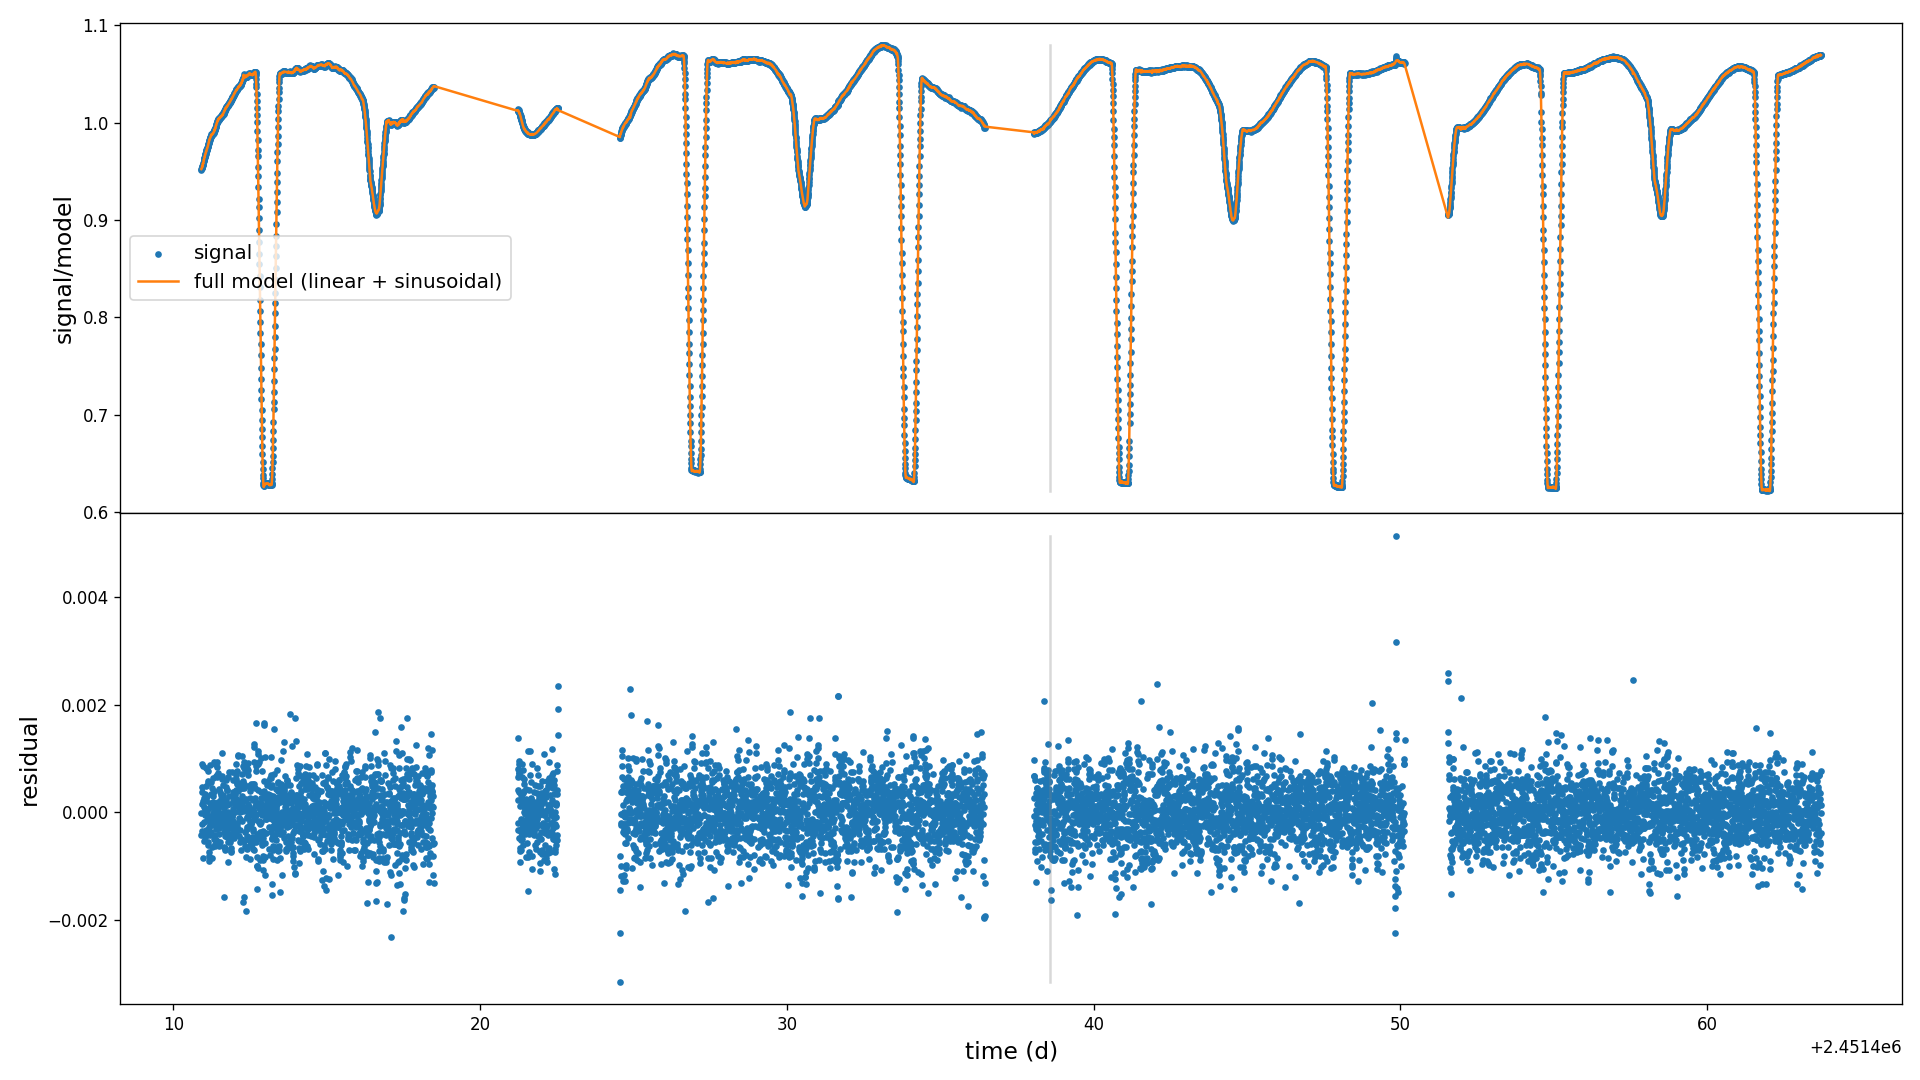 1.1
1.0
0.9
0.8
0.7
0.6
signal/model
signal
full model (linear + sinusoidal)
0.004
0.002
0.000
−0.002
residual
10
20
30
40
50
60
time (d)
+2.4514e6